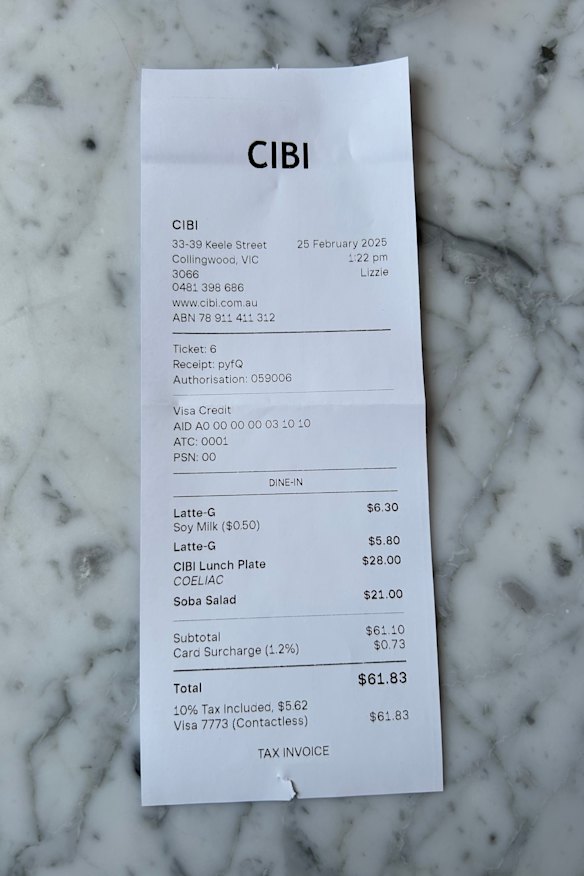 CIBI
CIBI
33-39 Keele Street 25 February 2025
Collingwood, VIC 1:22 pm
3066 Lizzie
0481 398 686
www.cibi.com.au
ABN 78 911 411 312
Ticket: 6
Receipt: pyfQ
Authorisation: 059006
Visa Credit
AID A0 00 00 00 03 10 10
ATC: 0001
PSN: 00
DINE-IN
Latte-G $6.30
Soy Milk ($0.50)
Latte-G $5.80
CIBI Lunch Plate $28.00
COELIAC
Soba Salad $21.00
Subtotal $61.10
Card Surcharge (1.2%) $0.73
Total $61.83
10% Tax Included, $5.62
Visa 7773 (Contactless) $61.83
TAX INVOICE